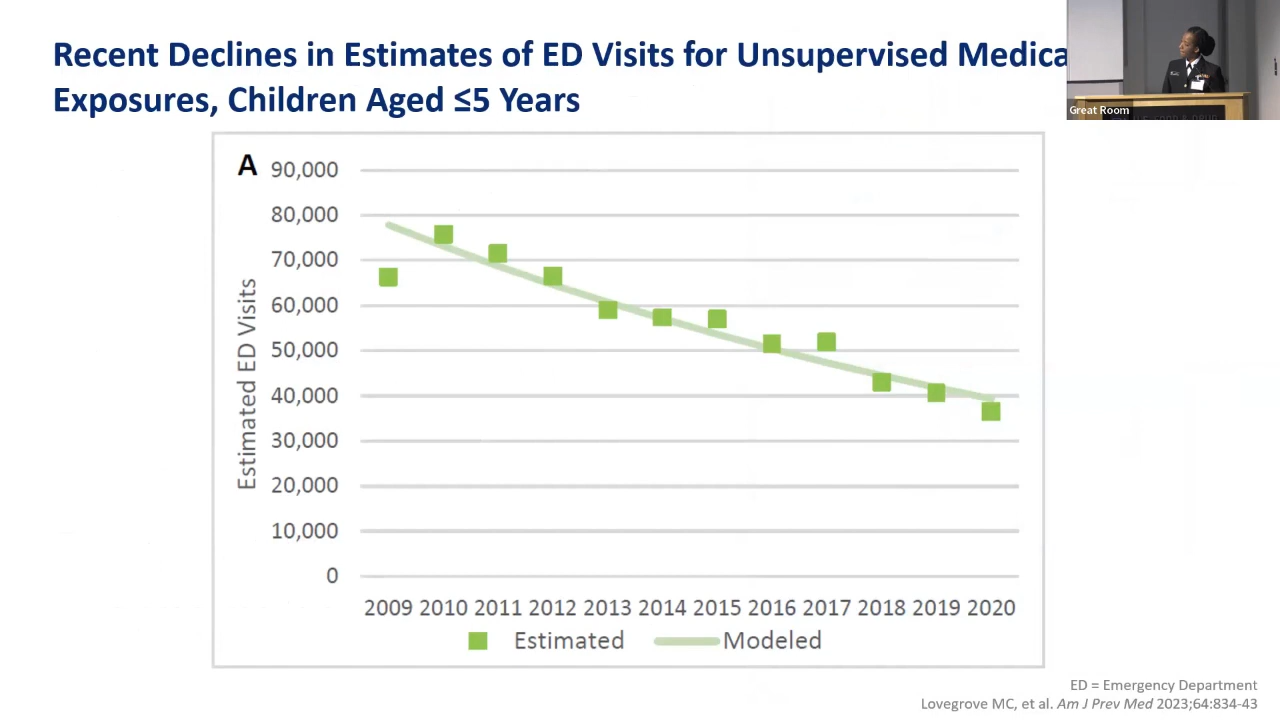 Recent Declines in Estimates of ED Visits for Unsupervised Medica
Exposures, Children Aged ≤5 Years
Great Room
A
90,000
80,000
70,000
60,000
50,000
40,000
30,000
20,000
10,000
0
Estimated ED Visits
2009 2010 2011 2012 2013 2014 2015 2016 2017 2018 2019 2020
Estimated Modeled
ED = Emergency Department
Lovegrove MC, et al. Am J Prev Med 2023;64:834-43